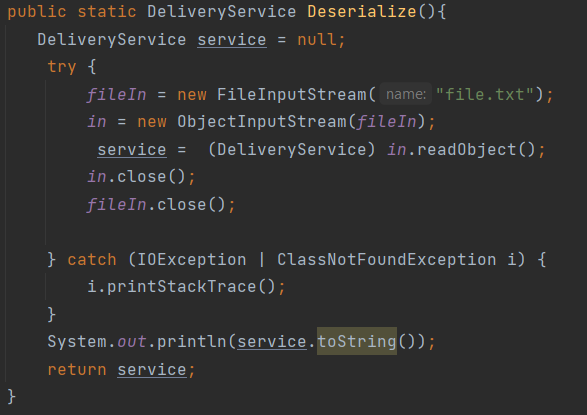 public static DeliveryService Deserialize(){
DeliveryService service = null;
try {
fileIn = new FileInputStream( name: "file.txt");
in = new ObjectInputStream(fileIn);
service =  (DeliveryService) in.readObject();
in.close();
fileIn.close();
} catch (IOException | ClassNotFoundException i) {
i.printStackTrace();
}
System.out.println(service.toString());
return service;
}